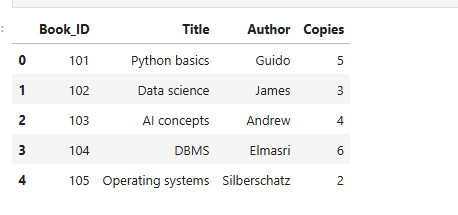 Book_ID Title Author Copies
0 101 Python basics Guido 5
1 102 Data science James 3
2 103 AI concepts Andrew 4
3 104 DBMS Elmasri 6
4 105 Operating systems Silberschatz 2